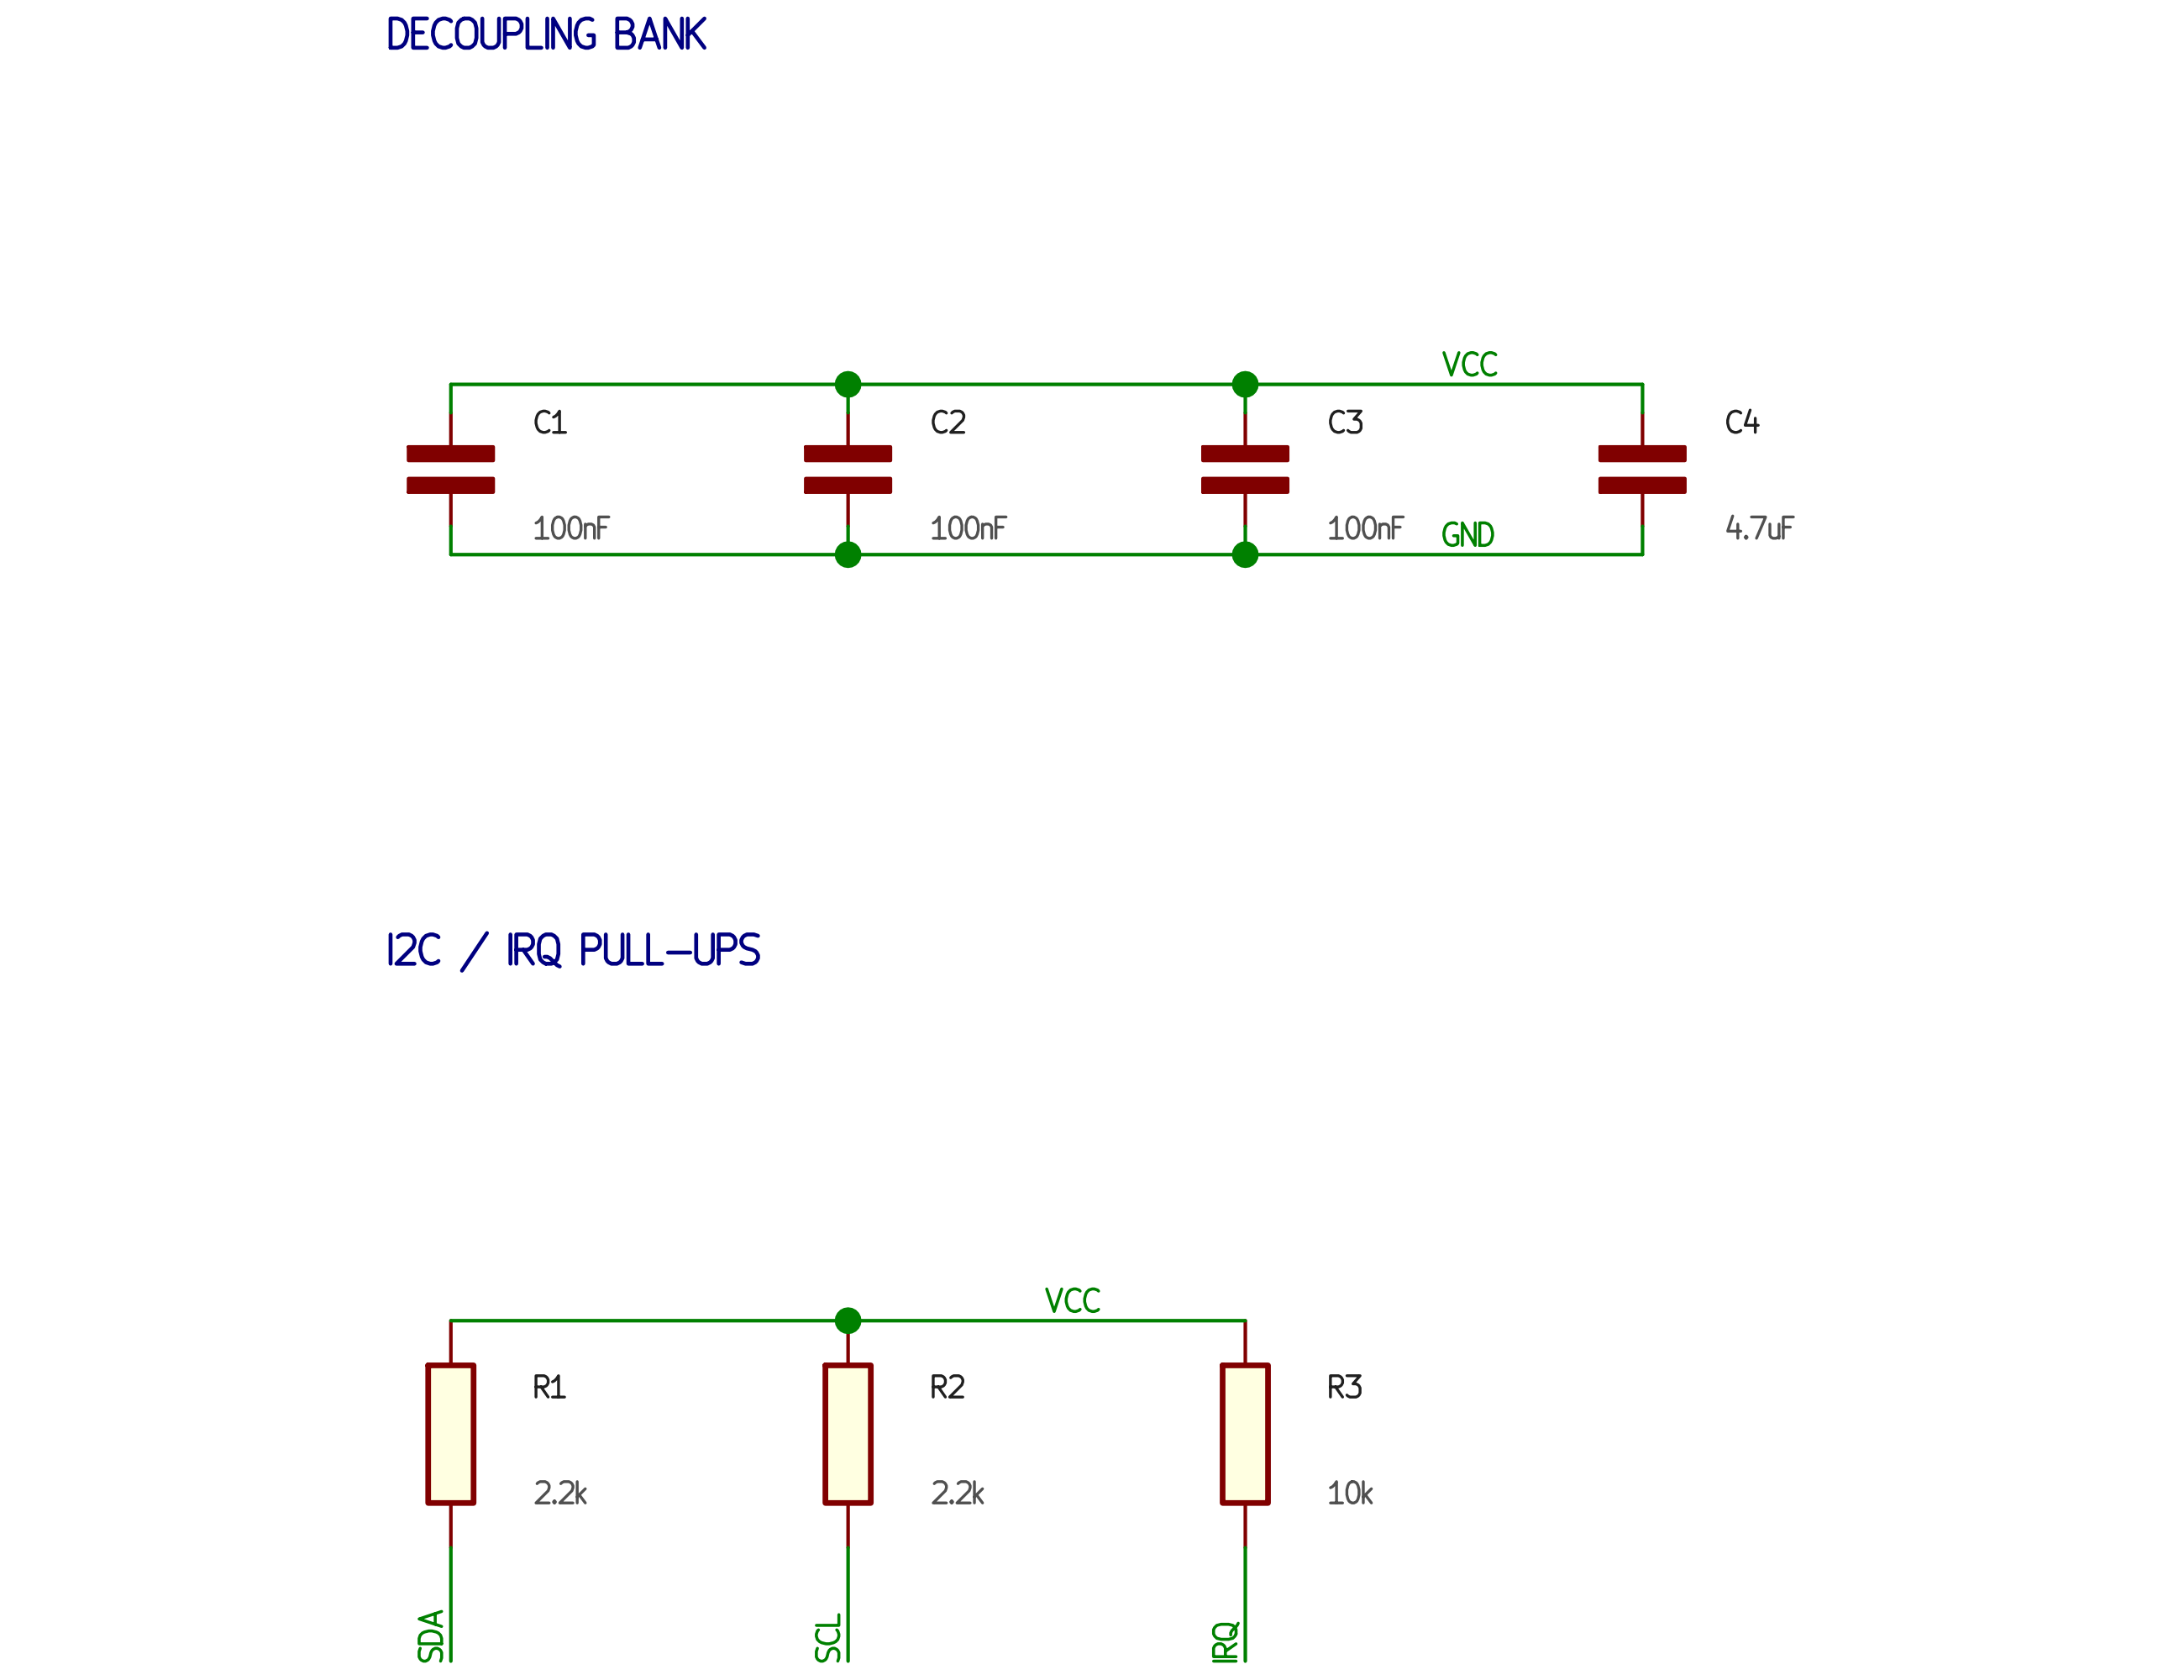 DECOUPLING BANK
VCC
C1 C2 C3 C4
100nF 100nF 100nF GND 4.7uF
I2C / IRQ PULL-UPS
VCC
R1 R2 R3
2.2k 2.2k 10k
SDA SCL IRQ